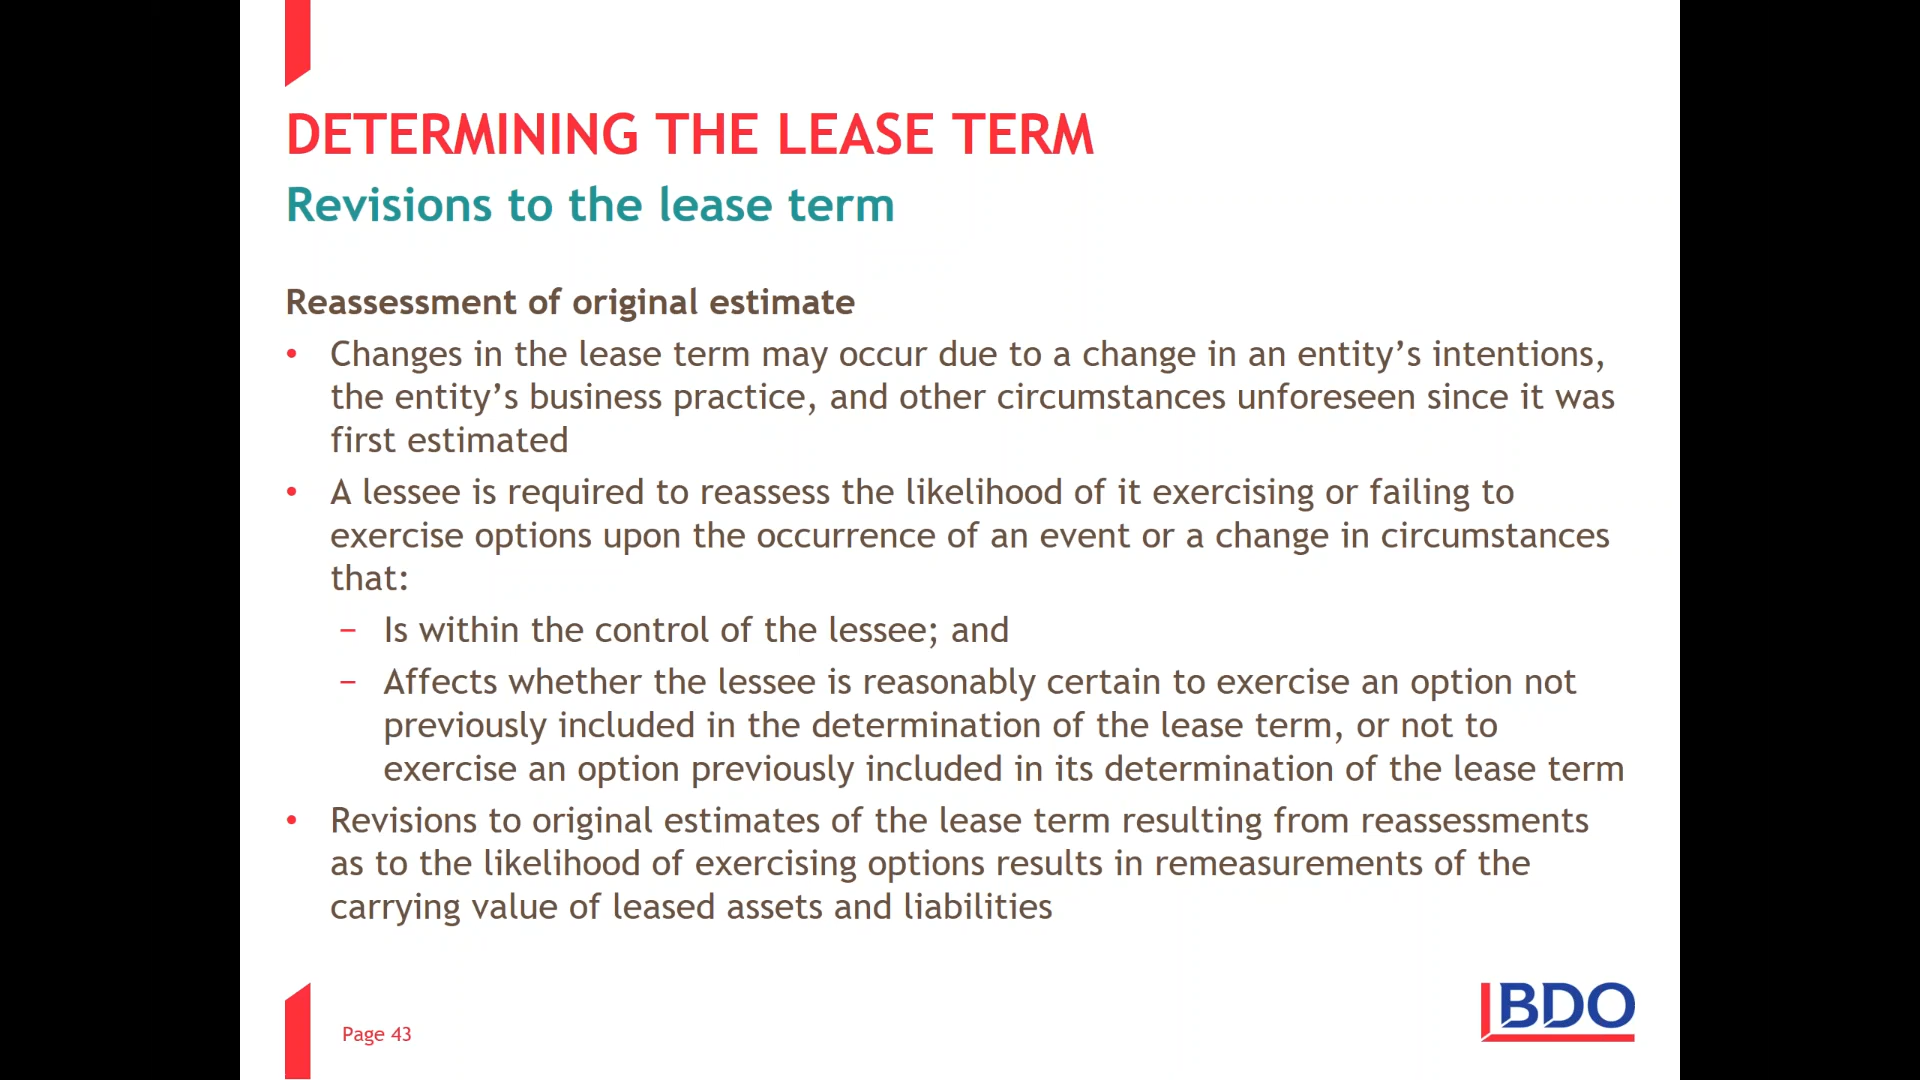 DETERMINING THE LEASE TERM
Revisions to the lease term
Reassessment of original estimate
• Changes in the lease term may occur due to a change in an entity’s intentions,
the entity’s business practice, and other circumstances unforeseen since it was
first estimated
• A lessee is required to reassess the likelihood of it exercising or failing to
exercise options upon the occurrence of an event or a change in circumstances
that:
– Is within the control of the lessee; and
– Affects whether the lessee is reasonably certain to exercise an option not
previously included in the determination of the lease term, or not to
exercise an option previously included in its determination of the lease term
• Revisions to original estimates of the lease term resulting from reassessments
as to the likelihood of exercising options results in remeasurements of the
carrying value of leased assets and liabilities
Page 43
BDO